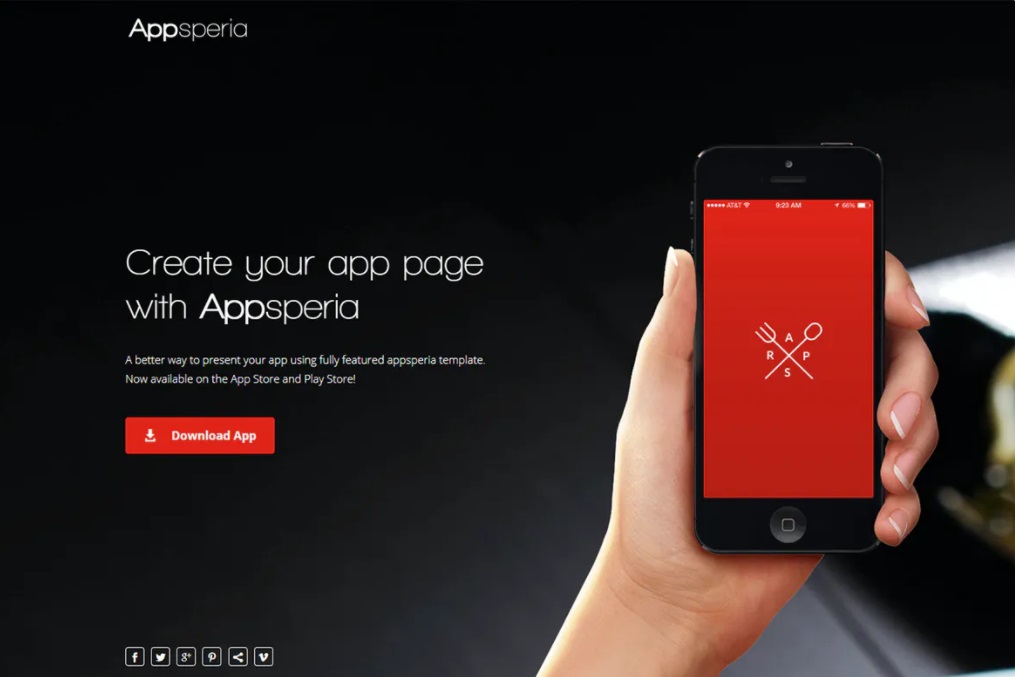 Appsperia
AT&T 9:23 AM 66%
Create your app page
with Appsperia
A
R P
S
A better way to present your app using fully featured appsperia template.
Now available on the App Store and Play Store!
Download App